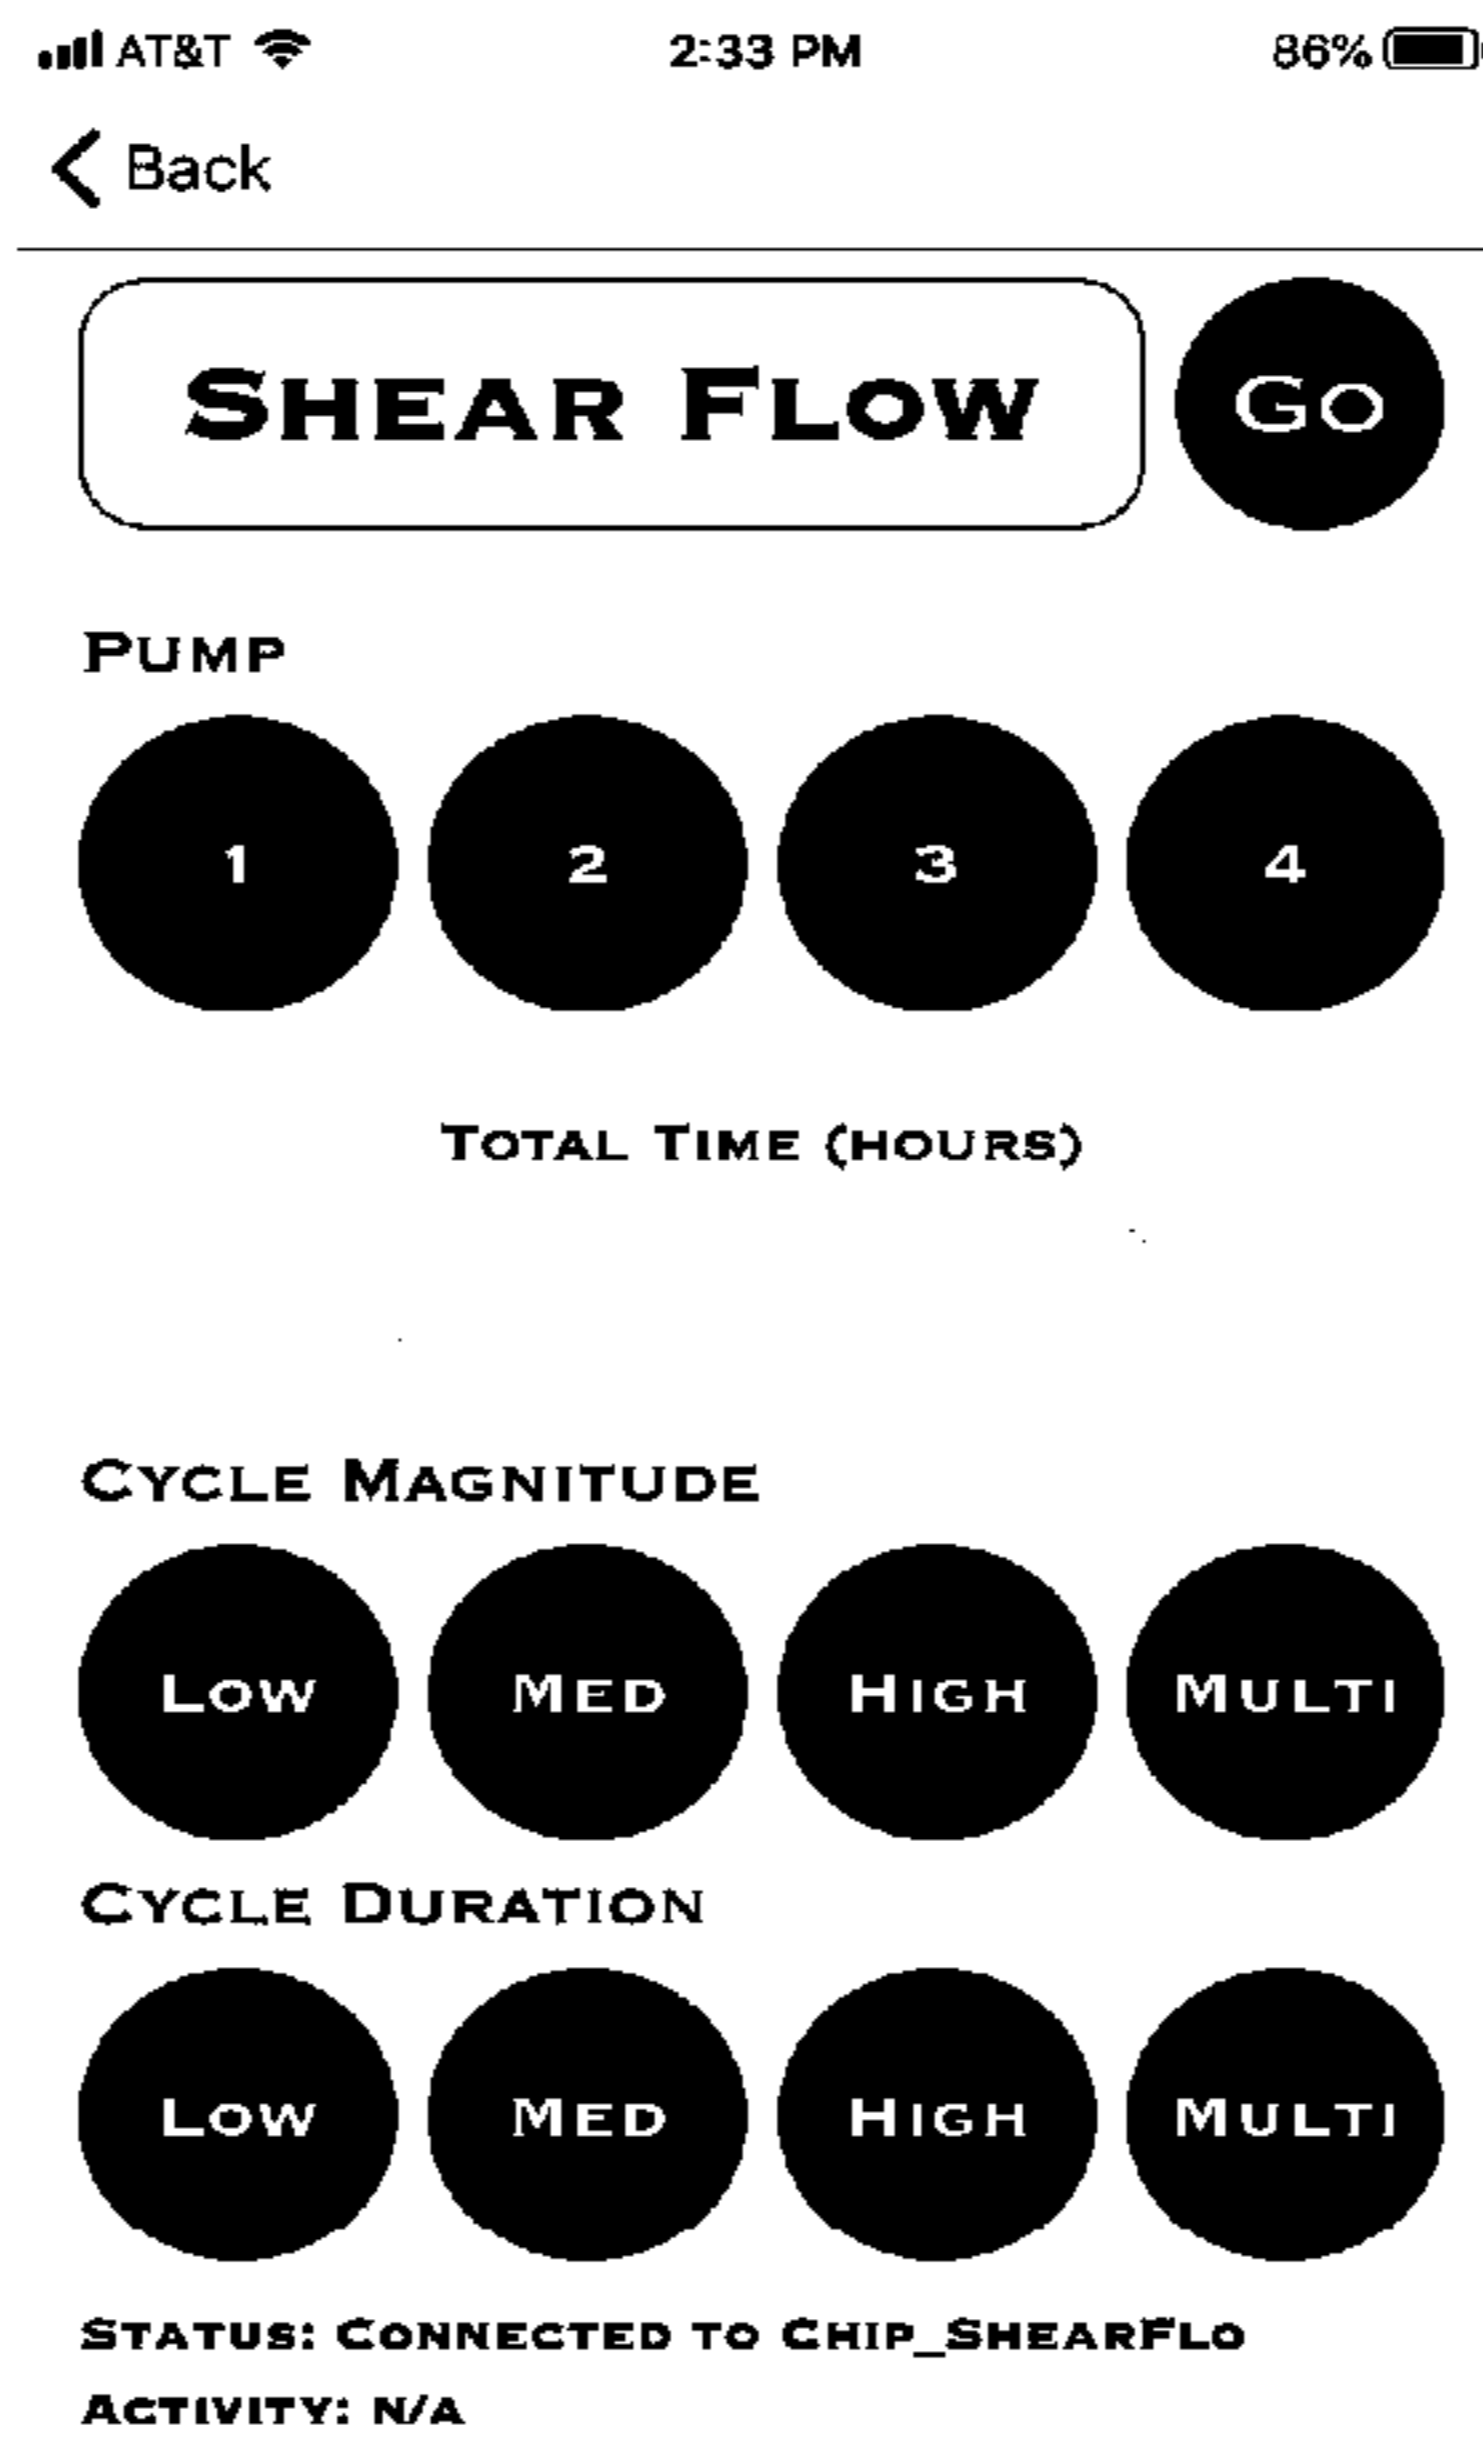 AT&T 2:33 PM 86%
Back
SHEAR FLOW GO
PUMP
1 2 3 4
TOTAL TIME (HOURS)
CYCLE MAGNITUDE
LOW MED HIGH MULTI
CYCLE DURATION
LOW MED HIGH MULTI
STATUS: CONNECTED TO CHIP_SHEARFLO
ACTIVITY: N/A